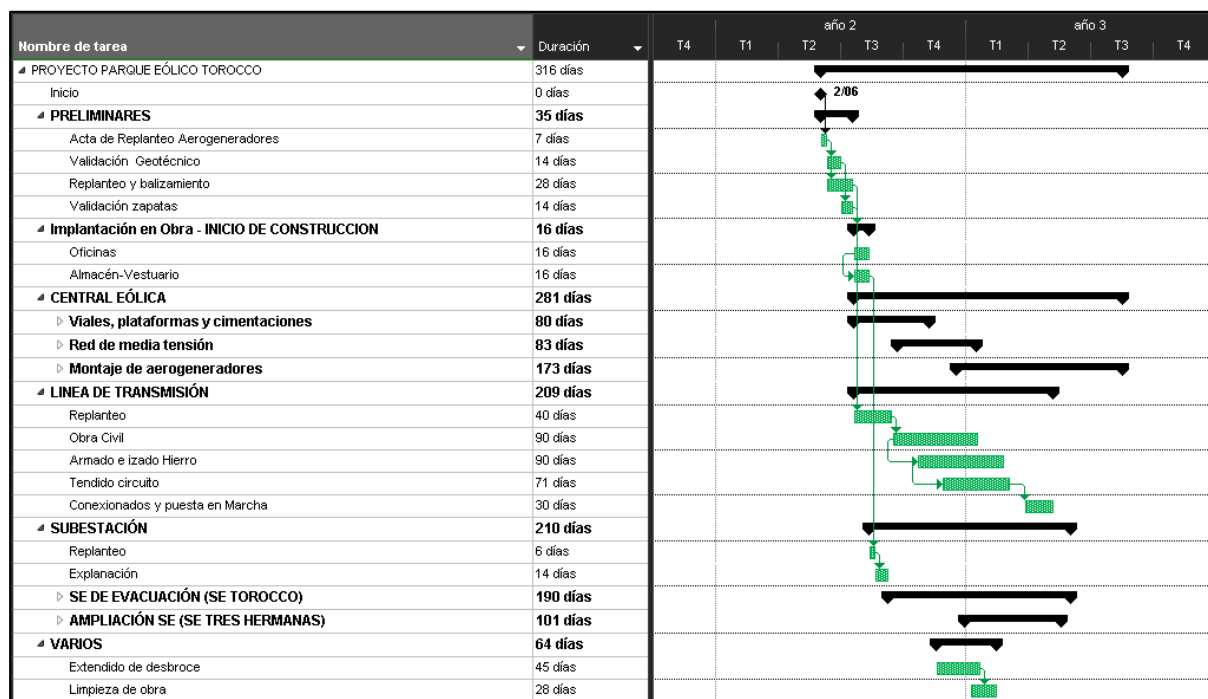 año 2 año 3
Nombre de tarea Duración T4 T1 T2 T3 T4 T1 T2 T3 T4
PROYECTO PARQUE EÓLICO TOROCCO 316 días
Inicio 0 días 2/06
PRELIMINARES 35 días
Acta de Replanteo Aerogeneradores 7 días
Validación Geotécnico 14 días
Replanteo y balizamiento 28 días
Validación zapatas 14 días
Implantación en Obra - INICIO DE CONSTRUCCION 16 días
Oficinas 16 días
Almacén-Vestuario 16 días
CENTRAL EÓLICA 281 días
Viales, plataformas y cimentaciones 80 días
Red de media tensión 83 días
Montaje de aerogeneradores 173 días
LINEA DE TRANSMISIÓN 209 días
Replanteo 40 días
Obra Civil 90 días
Armado e izado Hierro 90 días
Tendido circuito 71 días
Conexionados y puesta en Marcha 30 días
SUBESTACIÓN 210 días
Replanteo 6 días
Explanación 14 días
SE DE EVACUACIÓN (SE TOROCCO) 190 días
AMPLIACIÓN SE (SE TRES HERMANAS) 101 días
VARIOS 64 días
Extendido de desbroce 45 días
Limpieza de obra 28 días